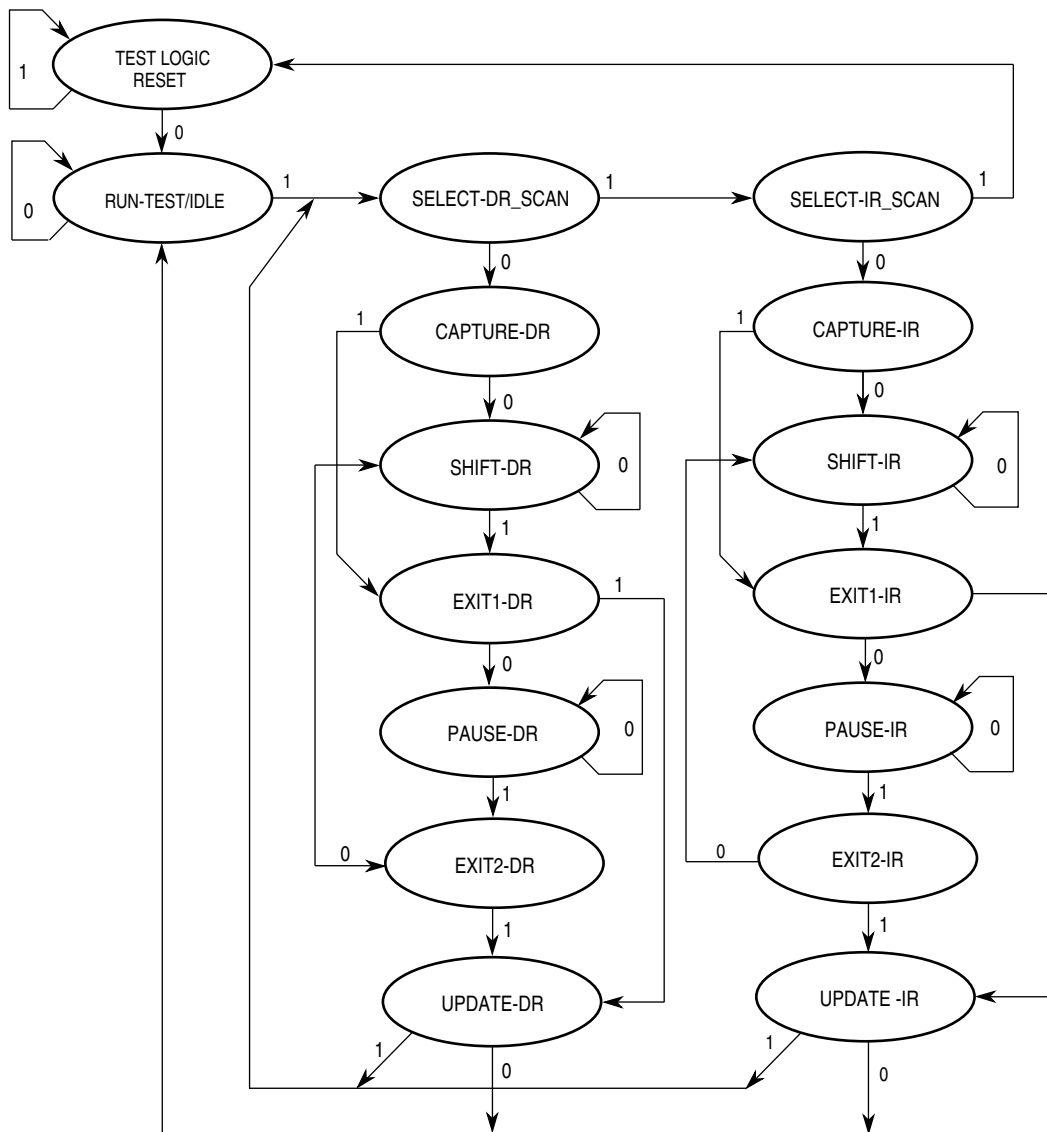 TEST LOGIC
RESET
1
0
RUN-TEST/IDLE
0
1
SELECT-DR_SCAN
1
SELECT-IR_SCAN
1
0
0
CAPTURE-DR
1
CAPTURE-IR
1
0
0
SHIFT-DR
0
SHIFT-IR
0
1
1
EXIT1-DR
1
EXIT1-IR
0
0
PAUSE-DR
0
PAUSE-IR
0
1
1
EXIT2-DR
0
EXIT2-IR
0
1
1
UPDATE-DR
UPDATE -IR
1
0
1
0